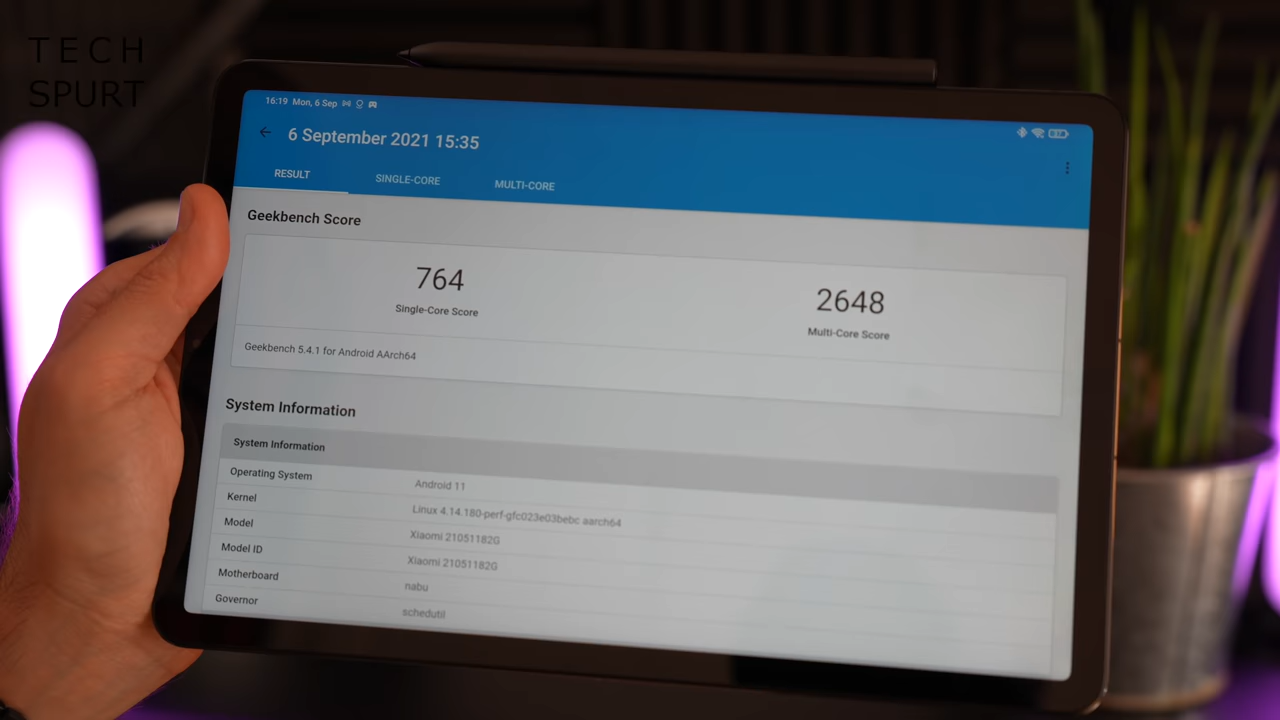 TECH
SPURT
16:19 Mon, 6 Sep
6 September 2021 15:35
RESULT SINGLE-CORE MULTI-CORE
Geekbench Score
764 2648
Single-Core Score Multi-Core Score
Geekbench 5.4.1 for Android AArch64
System Information
System Information
Operating System Android 11
Kernel Linux 4.14.180-perf-gfc023e03bebc aarch64
Model Xiaomi 21051182G
Model ID Xiaomi 21051182G
Motherboard nabu
Governor schedutil